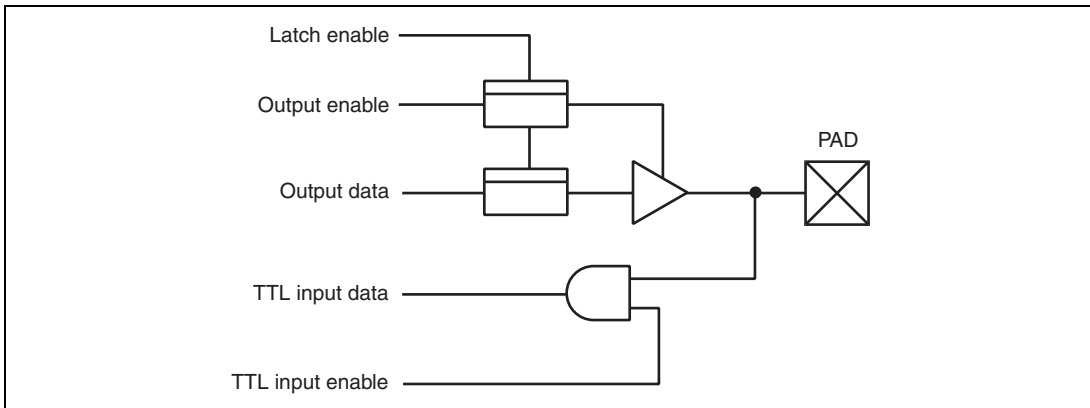 Latch enable
Output enable
PAD
Output data
TTL input data
TTL input enable